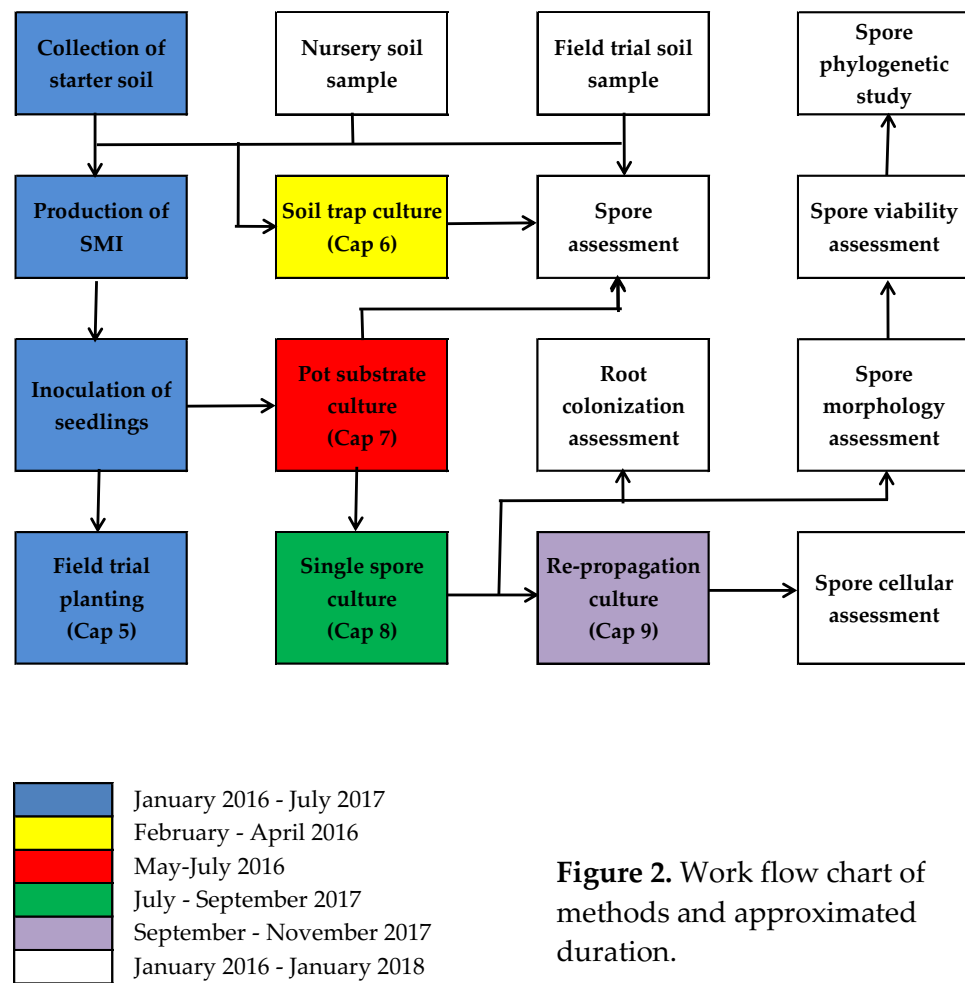 Collection of
starter soil
Nursery soil
sample
Field trial soil
sample
Spore
phylogenetic
study
Production of
SMI
Soil trap culture
(Cap 6)
Spore
assessment
Spore viability
assessment
Inoculation of
seedlings
Pot substrate
culture
(Cap 7)
Root
colonization
assessment
Spore
morphology
assessment
Field trial
planting
(Cap 5)
Single spore
culture
(Cap 8)
Re-propagation
culture
(Cap 9)
Spore cellular
assessment
January 2016 - July 2017
February - April 2016
May-July 2016
July - September 2017
September - November 2017
January 2016 - January 2018
Figure 2. Work flow chart of
methods and approximated
duration.